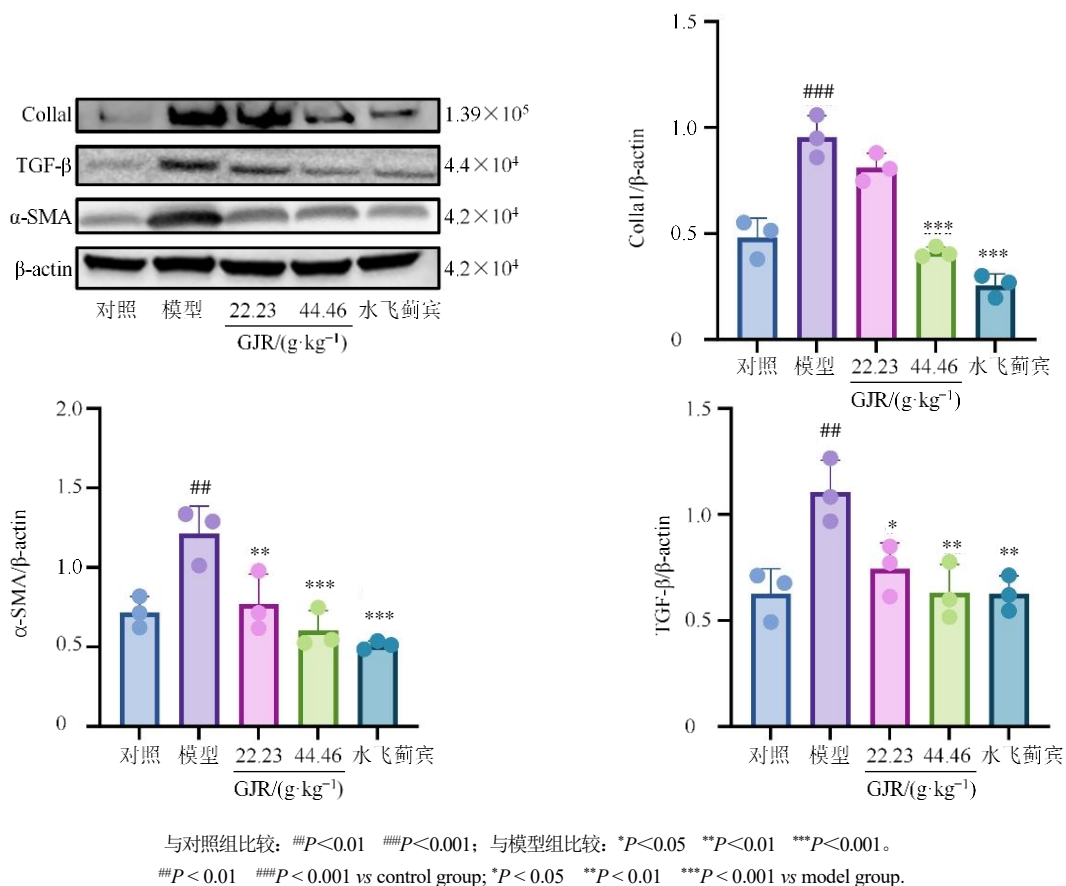 Collal
1.39×10⁵
TGF-β
4.4×10⁴
α-SMA
4.2×10⁴
β-actin
4.2×10⁴
对照 模型 22.23 44.46 水飞蓟宾
GJR/(g·kg⁻¹)
1.5
1.0
0.5
0
Colla1/β-actin
###
***
***
对照 模型 22.23 44.46 水飞蓟宾
GJR/(g·kg⁻¹)
2.0
1.5
1.0
0.5
0
α-SMA/β-actin
##
**
***
***
对照 模型 22.23 44.46 水飞蓟宾
GJR/(g·kg⁻¹)
1.5
1.0
0.5
0
TGF-β/β-actin
##
*
**
**
对照 模型 22.23 44.46 水飞蓟宾
GJR/(g·kg⁻¹)
与对照组比较：##P<0.01 ###P<0.001；与模型组比较：*P<0.05 **P<0.01 ***P<0.001。
##P < 0.01 ###P < 0.001 vs control group; *P < 0.05 **P < 0.01 ***P < 0.001 vs model group.